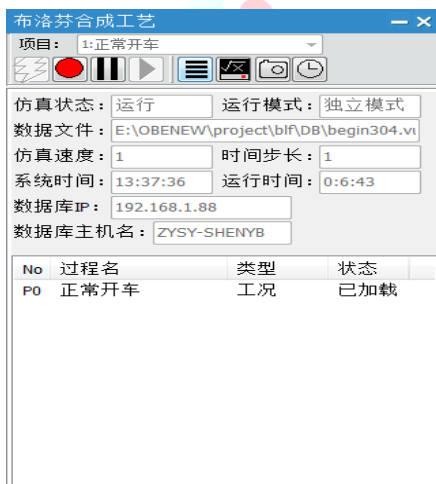 布洛芬合成工艺
项目: 1:正常开车
仿真状态: 运行 运行模式: 独立模式
数据文件: E:\OBENEW\project\blf\DB\begin304.vu
仿真速度: 1 时间步长: 1
系统时间: 13:37:36 运行时间: 0:6:43
数据库IP: 192.168.1.88
数据库主机名: ZYSY-SHENYB
No 过程名 类型 状态
P0 正常开车 工况 已加载